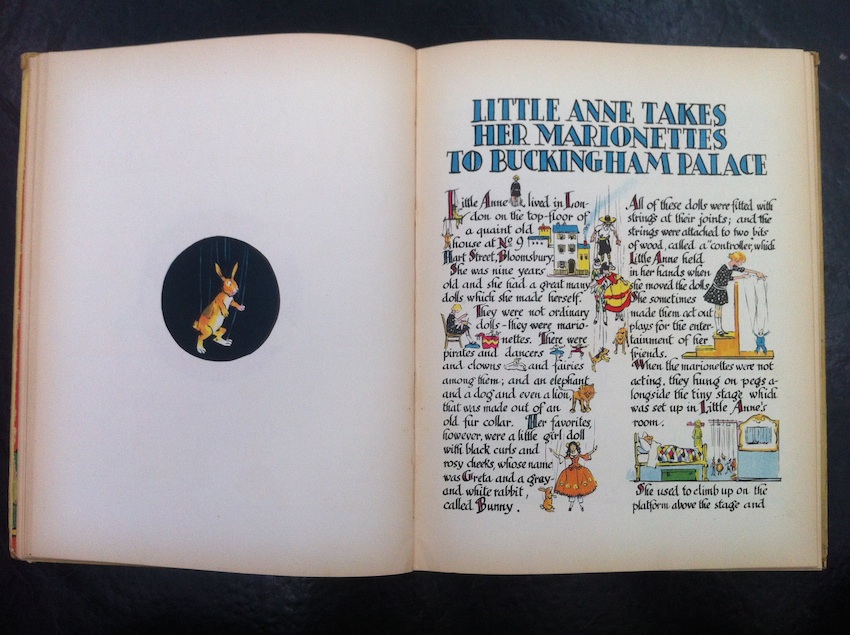 LITTLE ANNE TAKES
HER MARIONETTES
TO BUCKINGHAM PALACE
Little Anne lived in Lon-
don on the top-floor of
a quaint old
house at No 9
Hart Street, Bloomsbury.
She was nine years
old and she had a great many
dolls which she made herself.
They were not ordinary
dolls - they were mario-
nettes. There were
pirates and dancers
and clowns and fairies
among them; and an elephant
and a dog and even a lion,
that was made out of an
old fur collar. Her favorites,
however, were a little girl doll
with black curls and
rosy cheeks, whose name
was Greta and a gray-
and white rabbit,
called Bunny.
All of these dolls were fitted with
strings at their joints; and the
strings were attached to two bits
of wood, called a "controller, which
Little Anne held
in her hands when
she moved the dolls.
She sometimes
made them act out
plays for the enter-
tainment of her
friends.
When the marionettes were not
acting, they hung on pegs a-
longside the tiny stage which
was set up in Little Anne's
room.
She used to climb up on the
platform above the stage and